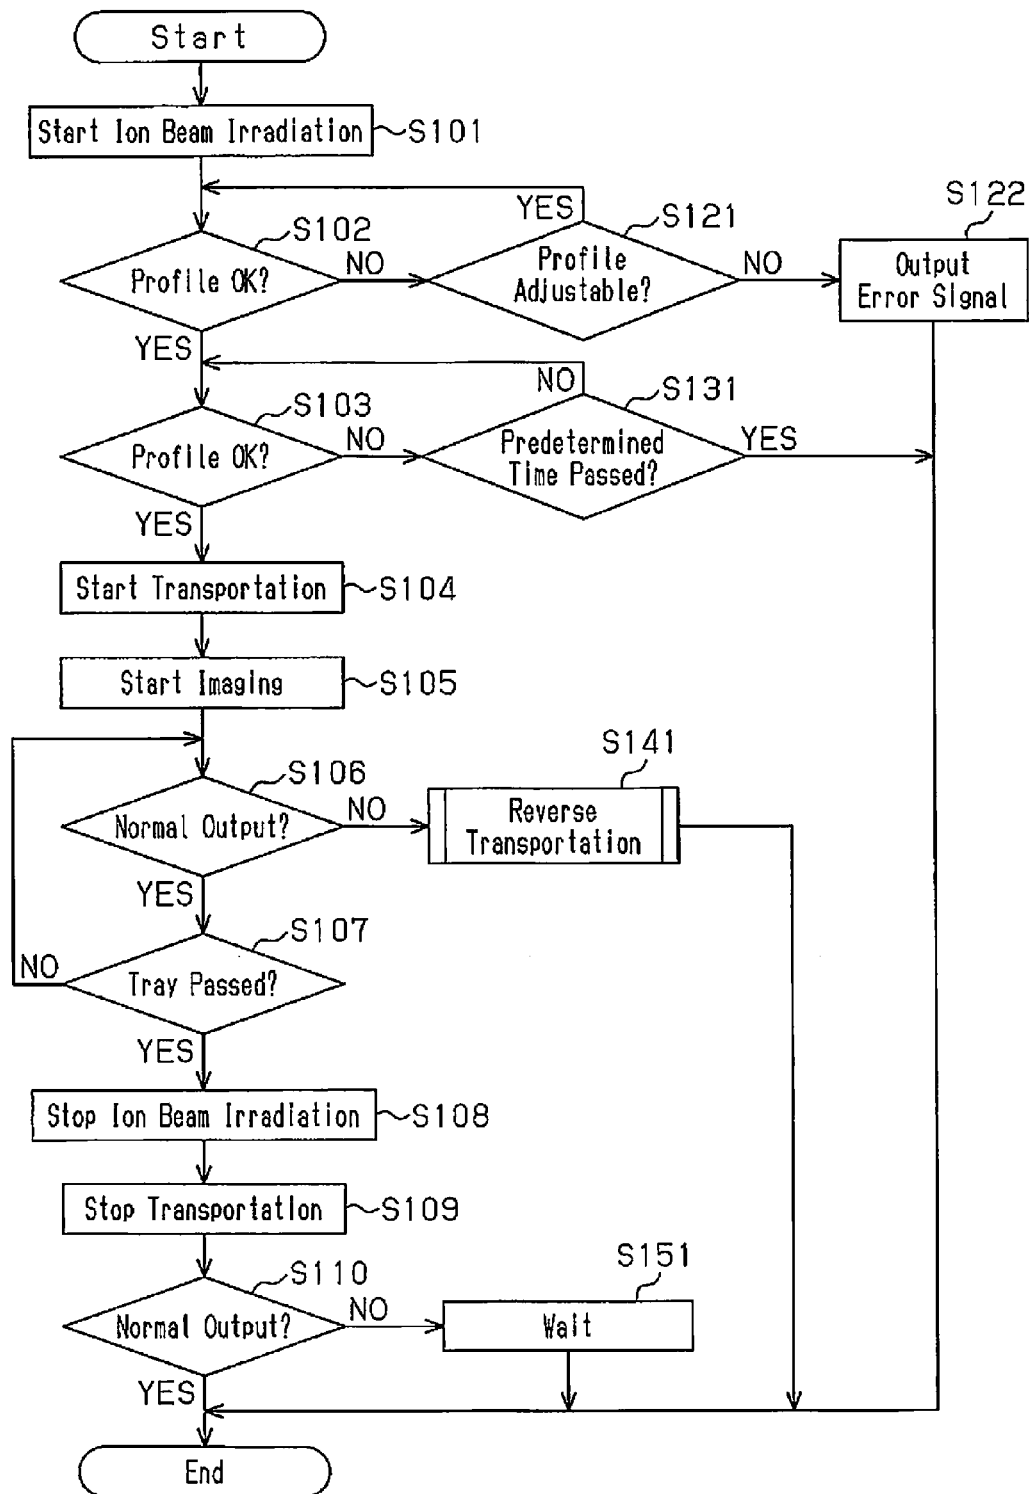 Start
Start Ion Beam Irradiation
S101
YES
S121
S122
S102
Profile OK?
NO
Profile
Adjustable?
NO
Output
Error Signal
YES
NO
S131
S103
Profile OK?
NO
Predetermined
Time Passed?
YES
YES
Start Transportation
S104
Start Imaging
S105
S141
S106
Normal Output?
NO
Reverse
Transportation
YES
S107
NO
Tray Passed?
YES
Stop Ion Beam Irradiation
S108
Stop Transportation
S109
S151
S110
Normal Output?
NO
Wait
YES
End